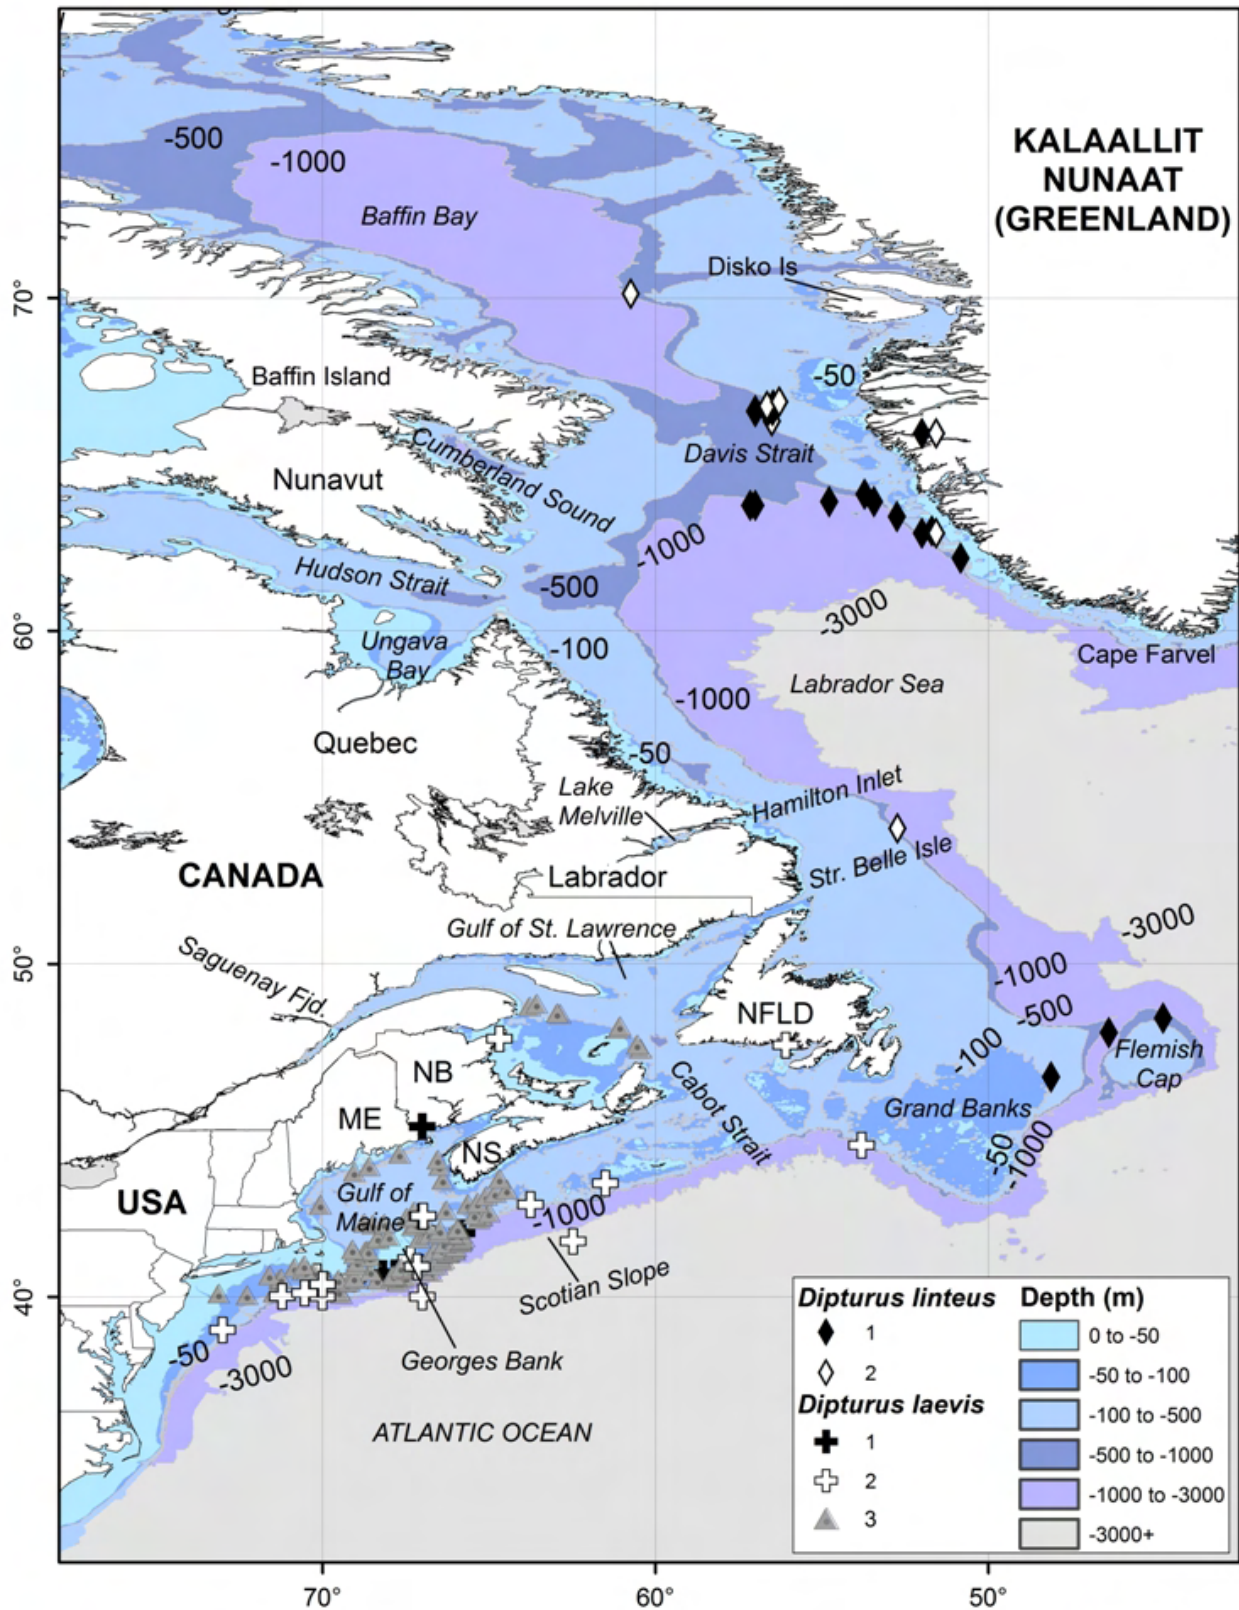 KALAALLIT
NUNAAT
(GREENLAND)
-500
-1000
Baffin Bay
Disko Is
70°
Baffin Island
-50
Cumberland Sound
Davis Strait
Nunavut
-1000
Hudson Strait
-500
-3000
60°
Ungava
Bay
-100
Cape Farvel
Labrador Sea
-1000
Quebec
-50
Lake
Melville
Hamilton Inlet
CANADA
Labrador
Str. Belle Isle
Gulf of St. Lawrence
-3000
Saguenay Fjd.
50°
-1000
-500
NFLD
-100
Flemish
Cap
NB
Cabot Strait
Grand Banks
ME
NS
-50
-1000
USA
Gulf of
Maine
-1000
Scotian Slope
40°
-50
-3000
Georges Bank
ATLANTIC OCEAN
Dipturus linteus
1
2
Dipturus laevis
1
2
3
Depth (m)
0 to -50
-50 to -100
-100 to -500
-500 to -1000
-1000 to -3000
-3000+
70°
60°
50°